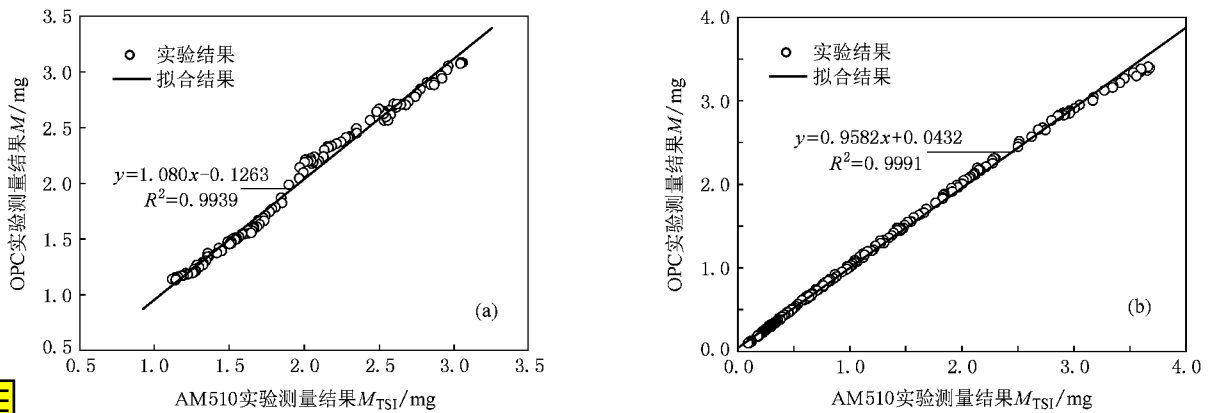 3.5
3.0
2.5
2.0
1.5
1.0
0.5
OPC实验测量结果M/mg
实验结果
拟合结果
y=1.080x−0.1263
R²=0.9939
(a)
0.5 1.0 1.5 2.0 2.5 3.0 3.5
AM510实验测量结果M_TSI/mg
4.0
3.0
2.0
1.0
0.0
OPC实验测量结果M/mg
实验结果
拟合结果
y=0.9582x+0.0432
R²=0.9991
(b)
0.0 1.0 2.0 3.0 4.0
AM510实验测量结果M_TSI/mg